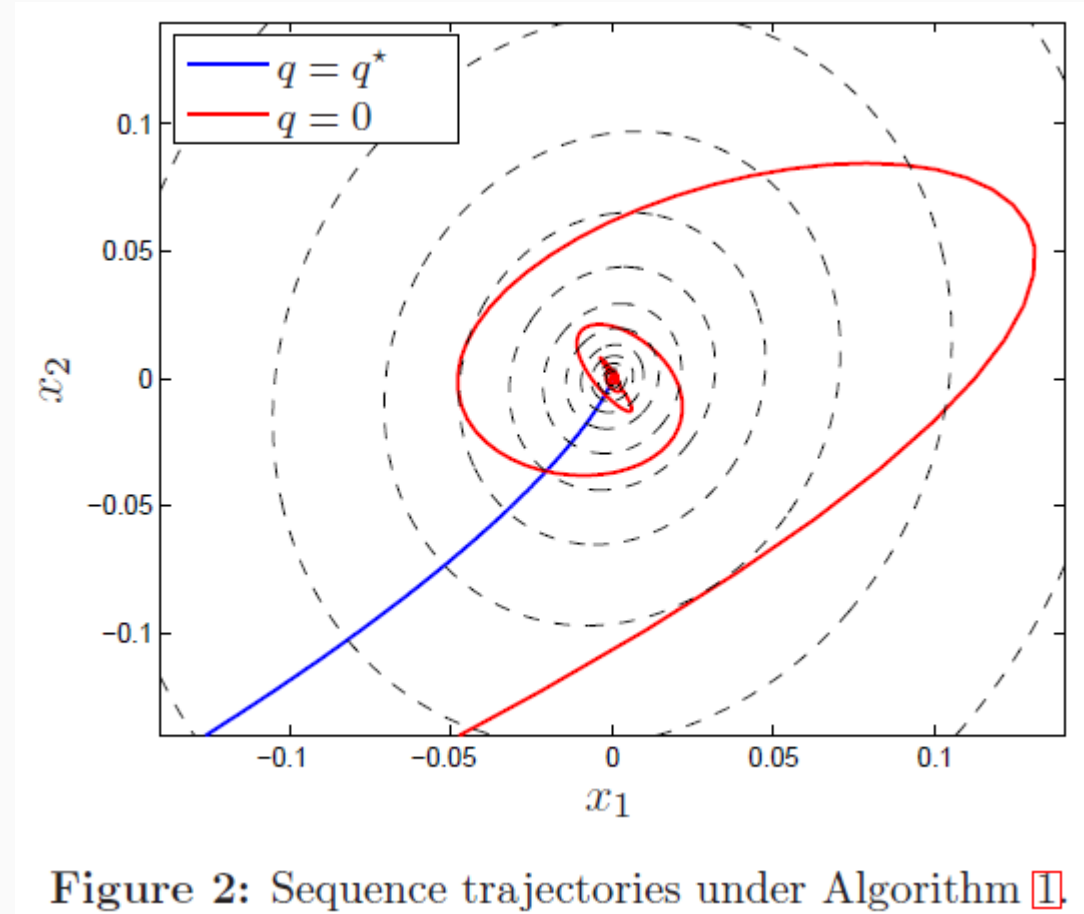 q = q⋆
q = 0
0.1
0.05
0
−0.05
−0.1
x₂
−0.1 −0.05 0 0.05 0.1
x₁
Figure 2: Sequence trajectories under Algorithm 1.